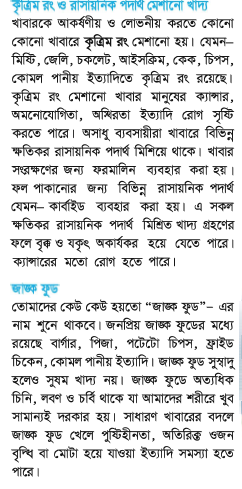 কৃত্রিম রং ও রাসায়নিক পদার্থ মেশানো খাদ্য
খাবারকে আকর্ষণীয় ও লোভনীয় করতে কোনো
কোনো খাবারে কৃত্রিম রং মেশানো হয়। যেমন–
মিষ্টি, জেলি, চকলেট, আইসক্রিম, কেক, চিপস,
কোমল পানীয় ইত্যাদিতে কৃত্রিম রং রয়েছে।
কৃত্রিম রং মেশানো খাবার মানুষের ক্যান্সার,
অমনোযোগিতা, অস্থিরতা ইত্যাদি রোগ সৃষ্টি
করতে পারে। অসাধু ব্যবসায়ীরা খাবারে বিভিন্ন
ক্ষতিকর রাসায়নিক পদার্থ মিশিয়ে থাকে। খাবার
সংরক্ষণের জন্য ফরমালিন ব্যবহার করা হয়।
ফল পাকানোর জন্য বিভিন্ন রাসায়নিক পদার্থ
যেমন– কার্বাইড ব্যবহার করা হয়। এ সকল
ক্ষতিকর রাসায়নিক পদার্থ মিশ্রিত খাদ্য গ্রহণের
ফলে বৃক্ক ও যকৃৎ অকার্যকর হয়ে যেতে পারে।
ক্যান্সারের মতো রোগ হতে পারে।
জাঙ্ক ফুড
তোমাদের কেউ কেউ হয়তো “জাঙ্ক ফুড”– এর
নাম শুনে থাকবে। জনপ্রিয় জাঙ্ক ফুডের মধ্যে
রয়েছে বার্গার, পিজা, পটেটো চিপস, ফ্রাইড
চিকেন, কোমল পানীয় ইত্যাদি। জাঙ্ক ফুড সুস্বাদু
হলেও সুষম খাদ্য নয়। জাঙ্ক ফুডে অত্যধিক
চিনি, লবণ ও চর্বি থাকে যা আমাদের শরীরে খুব
সামান্যই দরকার হয়। সাধারণ খাবারের বদলে
জাঙ্ক ফুড খেলে পুষ্টিহীনতা, অতিরিক্ত ওজন
বৃদ্ধি বা মোটা হয়ে যাওয়া ইত্যাদি সমস্যা হতে
পারে।